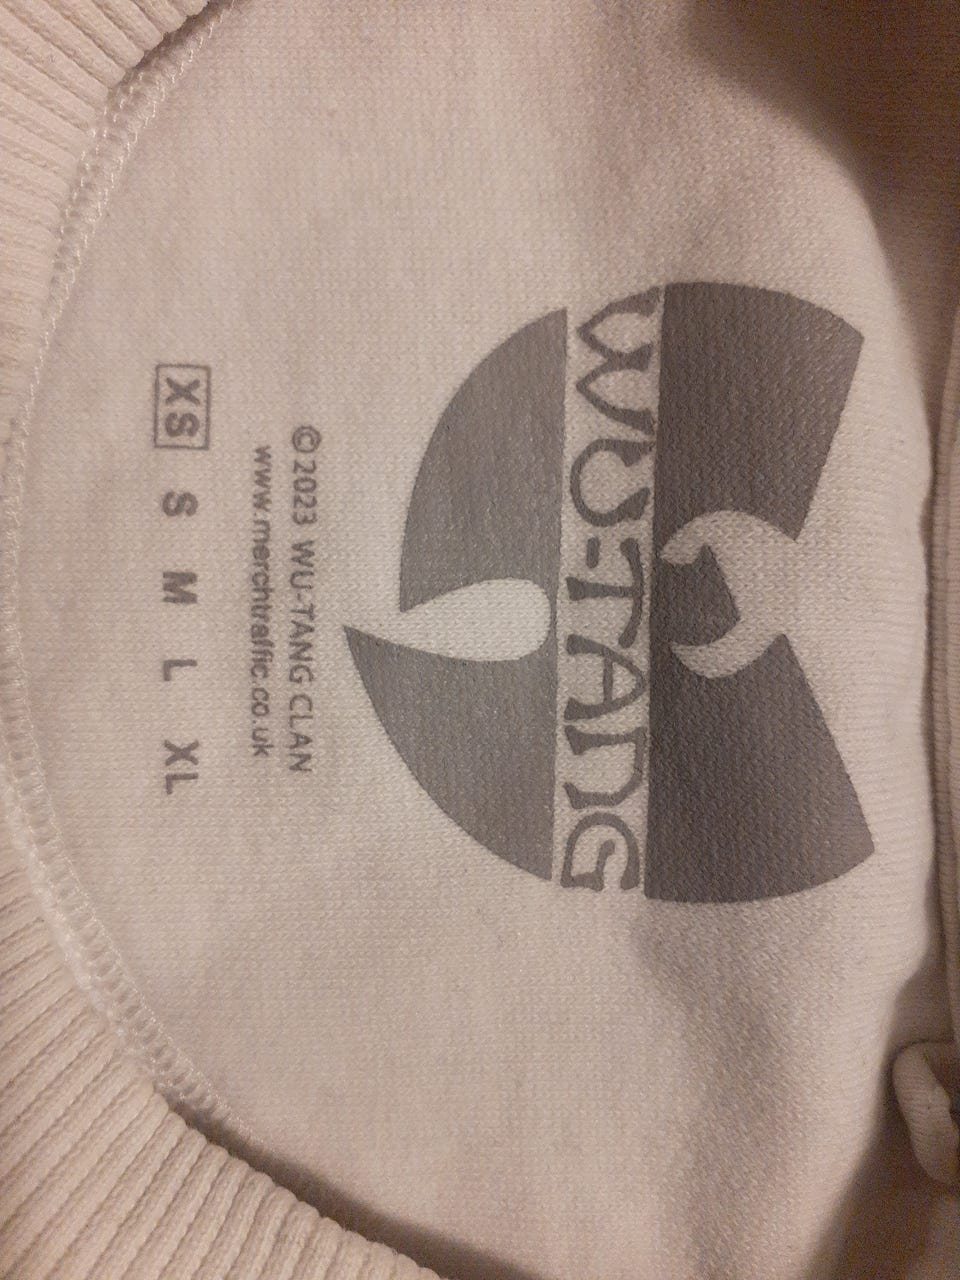 WU-TANG
© 2023 WU-TANG CLAN
www.merchtraffic.co.uk
XS S M L XL